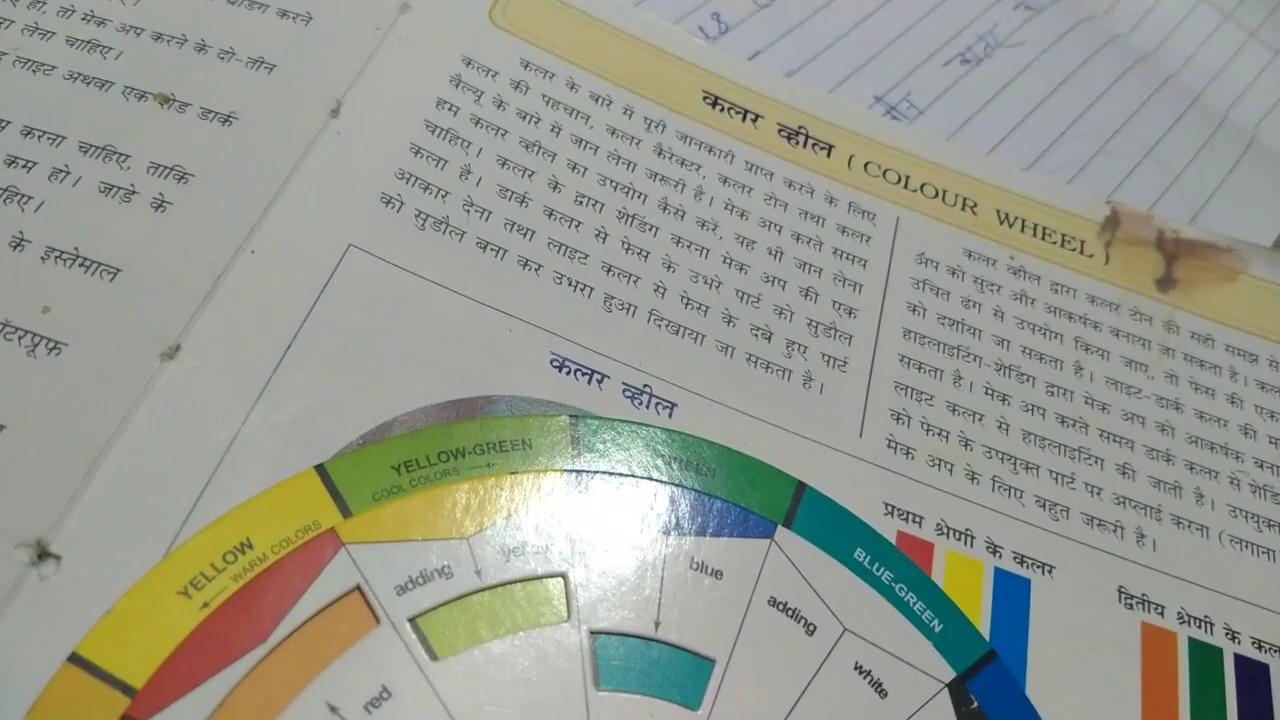 हो, तो मेक अप करने के दो-तीन
लेना चाहिए।
लाइट अथवा एक शेड डार्क
करना चाहिए, ताकि
कम हो। जाड़े के
के इस्तेमाल
कलर व्हील ( COLOUR WHEEL )
कलर के बारे में पूरी जानकारी प्राप्त करने के लिए
कलर की पहचान, कलर कैरेक्टर, कलर टोन तथा कलर
वैल्यू के बारे में जान लेना जरूरी है। मेक अप करते समय
हम कलर व्हील का उपयोग कैसे करें, यह भी जान लेना
चाहिए। कलर के द्वारा शेडिंग करना मेक अप की एक
कला है। डार्क कलर से फेस के उभरे पार्ट को सुडौल
आकार देना तथा लाइट कलर से फेस के दबे हुए पार्ट
को सुडौल बना कर उभरा हुआ दिखाया जा सकता है।
कलर व्हील द्वारा कलर टोन की सही समझ से
अप को सुंदर और आकर्षक बनाया जा सकता है।
उचित ढंग से उपयोग किया जाए, तो फेस की एक
को दर्शाया जा सकता है। लाइट-डार्क कलर की
हाइलाइटिंग-शेडिंग द्वारा मेक अप को आकर्षक
सकता है। मेक अप करते समय डार्क कलर से
लाइट कलर से हाइलाइटिंग की जाती है।
को फेस के उपयुक्त पार्ट पर अप्लाई करना (लगाना
मेक अप के लिए बहुत जरूरी है।
कलर व्हील
YELLOW-GREEN
COOL COLORS
GREEN
YELLOW
WARM COLORS
BLUE-GREEN
adding
yellow
blue
adding
white
red
प्रथम श्रेणी के कलर
द्वितीय श्रेणी के